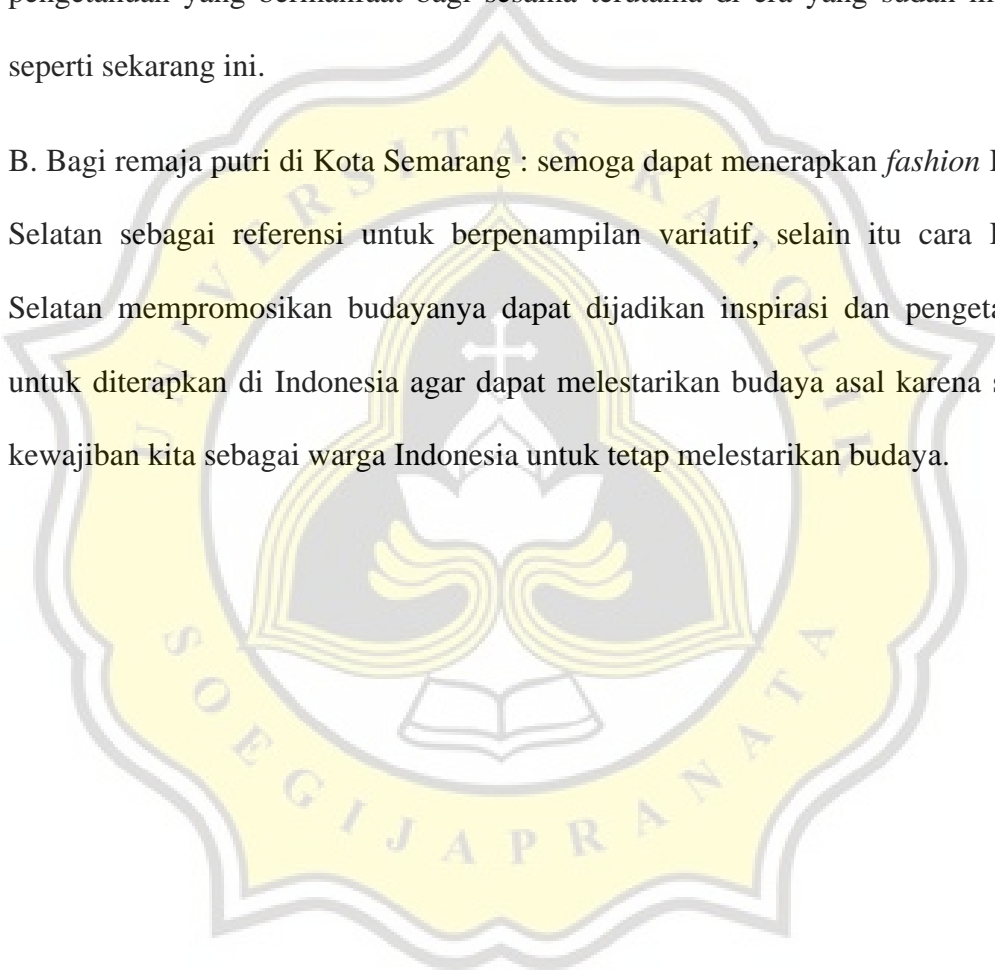 yang bermanfaat bagi sesama terutama di era yang sudah
seperti sekarang ini.
B. Bagi remaja putri di Kota Semarang : semoga dapat menerapkan fashion
Selatan sebagai referensi untuk berpenampilan variatif, selain itu cara
Selatan mempromosikan budayanya dapat dijadikan inspirasi dan
untuk diterapkan di Indonesia agar dapat melestarikan budaya asal karena
kewajiban kita sebagai warga Indonesia untuk tetap melestarikan budaya.
UNIVERSITAS KATOLIK
SOEGIJAPRANATA